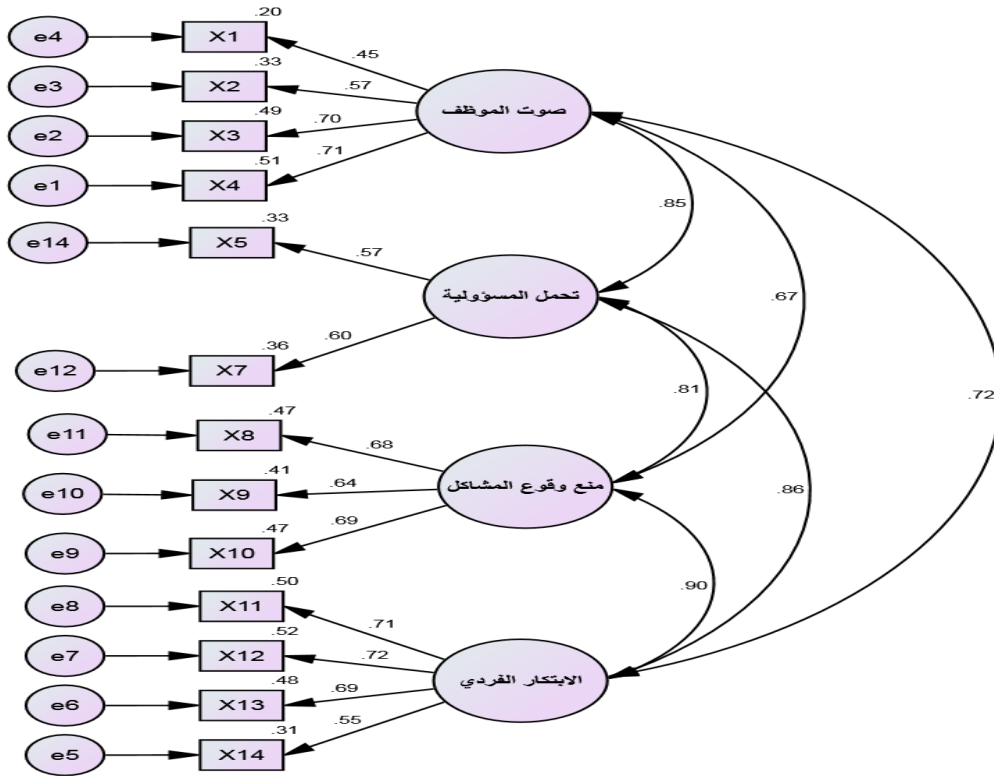 .20
e4 X1
.45
.33
e3 X2
.57
صوت الموظف
.49
e2 X3
.70
.71
.51
e1 X4
.85
.33
e14 X5
.57
تحمل المسؤولية
.67
.60
.36
e12 X7
.81
.72
.47
e11 X8
.68
.41
e10 X9
.64
منع وقوع المشاكل
.86
.69
.47
e9 X10
.90
.50
e8 X11
.71
.52
e7 X12
.72
الابتكار الفردي
.48
e6 X13
.69
.55
.31
e5 X14